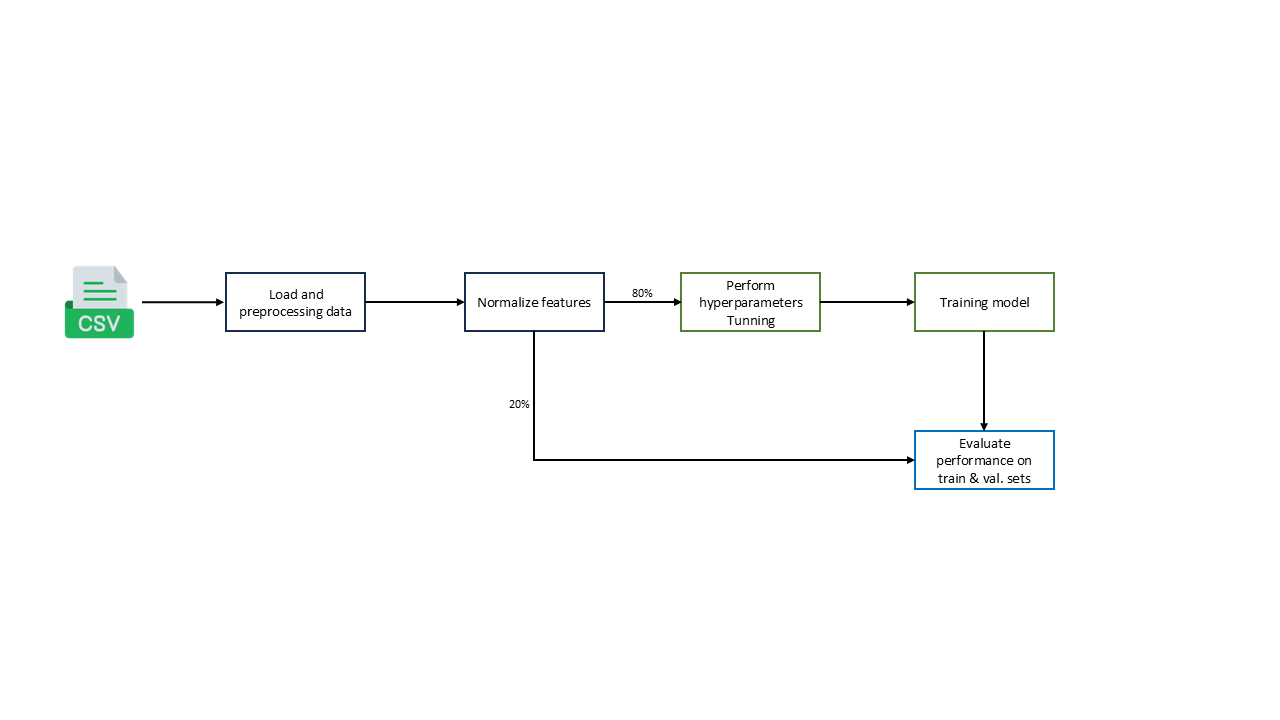 CSV
Load and
preprocessing data
Normalize features
80%
Perform
hyperparameters
Tunning
Training model
20%
Evaluate
performance on
train & val. sets